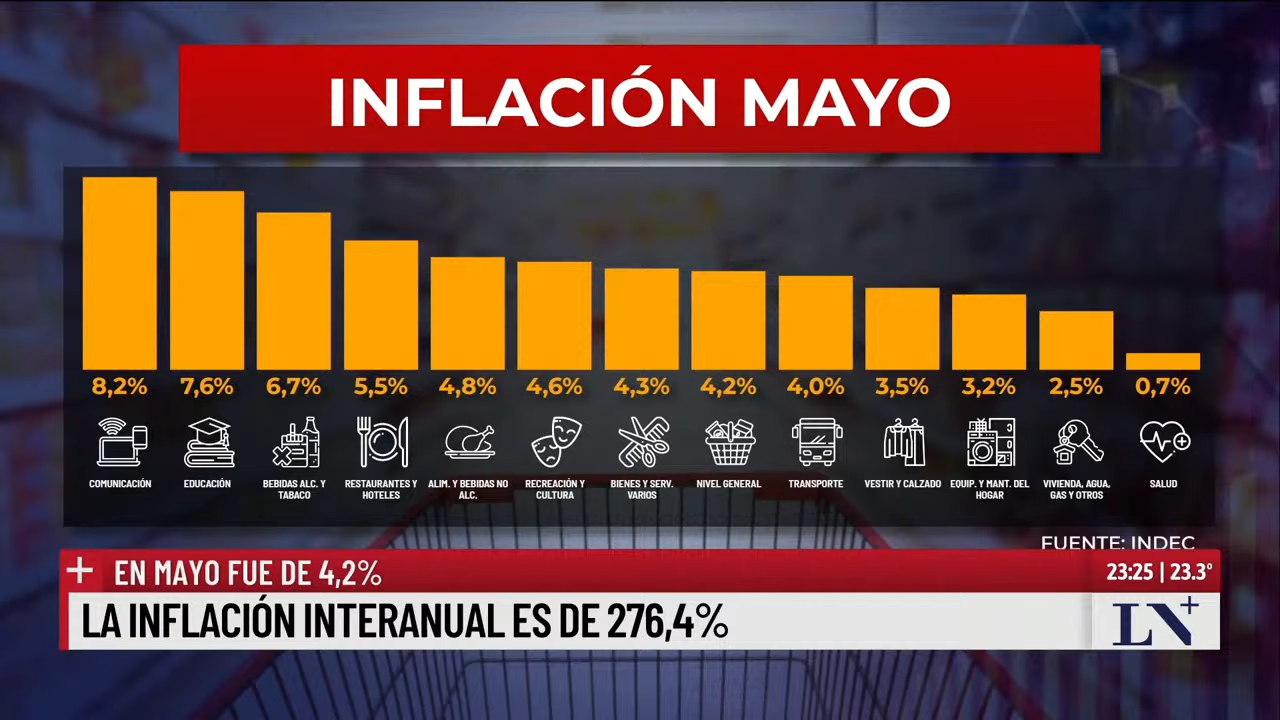 INFLACIÓN MAYO
8,2%
7,6%
6,7%
5,5%
4,8%
4,6%
4,3%
4,2%
4,0%
3,5%
3,2%
2,5%
0,7%
COMUNICACIÓN
EDUCACIÓN
BEBIDAS ALC. Y
TABACO
RESTAURANTES Y
HOTELES
ALIM. Y BEBIDAS NO
ALC.
RECREACIÓN Y
CULTURA
BIENES Y SERV.
VARIOS
NIVEL GENERAL
TRANSPORTE
VESTIR Y CALZADO
EQUIP. Y MANT. DEL
HOGAR
VIVIENDA, AGUA,
GAS Y OTROS
SALUD
FUENTE: INDEC
+ EN MAYO FUE DE 4,2%
23:25 | 23.3°
LA INFLACIÓN INTERANUAL ES DE 276,4%
LN+